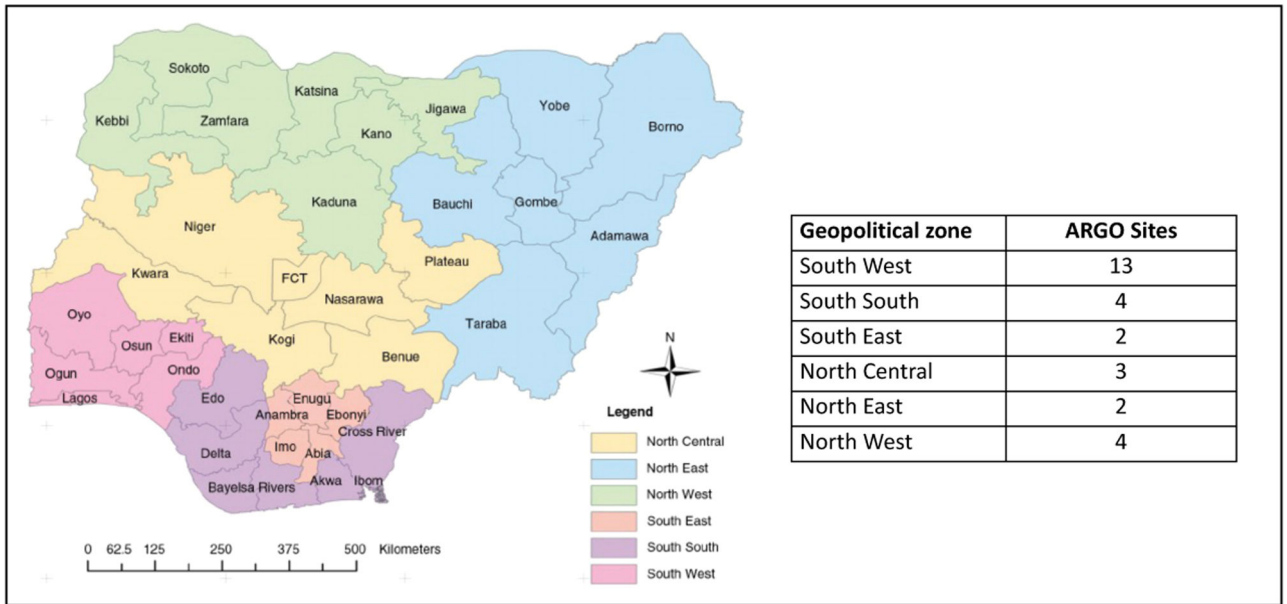 Sokoto
Katsina
Jigawa
Yobe
Borno
Kebbi
Zamfara
Kano
Kaduna
Bauchi
Gombe
Adamawa
Niger
Plateau
Kwara
FCT
Nasarawa
Taraba
Oyo
Osun
Ekiti
Kogi
Benue
Ogun
Ondo
Lagos
Edo
Enugu
Anambra
Ebonyi
Cross River
Imo
Abia
Delta
Akwa Ibom
Bayelsa Rivers
0 62.5 125 250 375 500 Kilometers
N
Legend
North Central
North East
North West
South East
South South
South West
Geopolitical zone ARGO Sites
South West 13
South South 4
South East 2
North Central 3
North East 2
North West 4